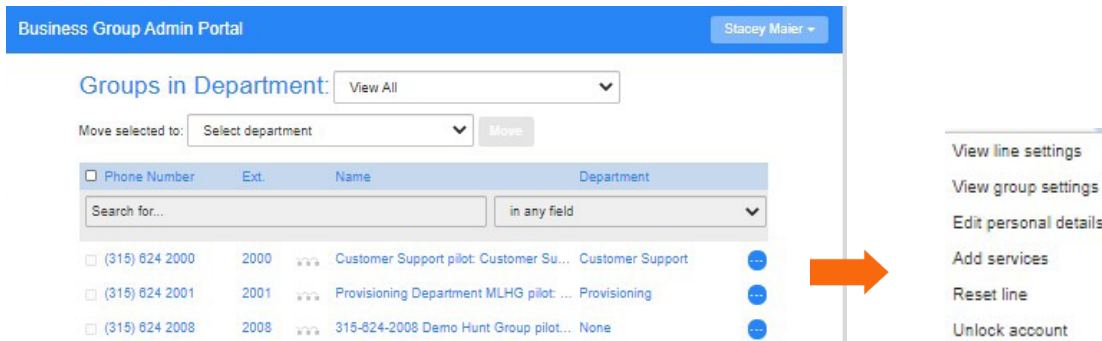 Business Group Admin Portal Stacey Maier
Groups in Department: View All
Move selected to: Select department Move
Phone Number Ext. Name Department
Search for... in any field
(315) 624 2000 2000 Customer Support pilot: Customer Su... Customer Support
(315) 624 2001 2001 Provisioning Department MLHG pilot: ... Provisioning
(315) 624 2008 2008 315-624-2008 Demo Hunt Group pilot... None
View line settings
View group settings
Edit personal details
Add services
Reset line
Unlock account